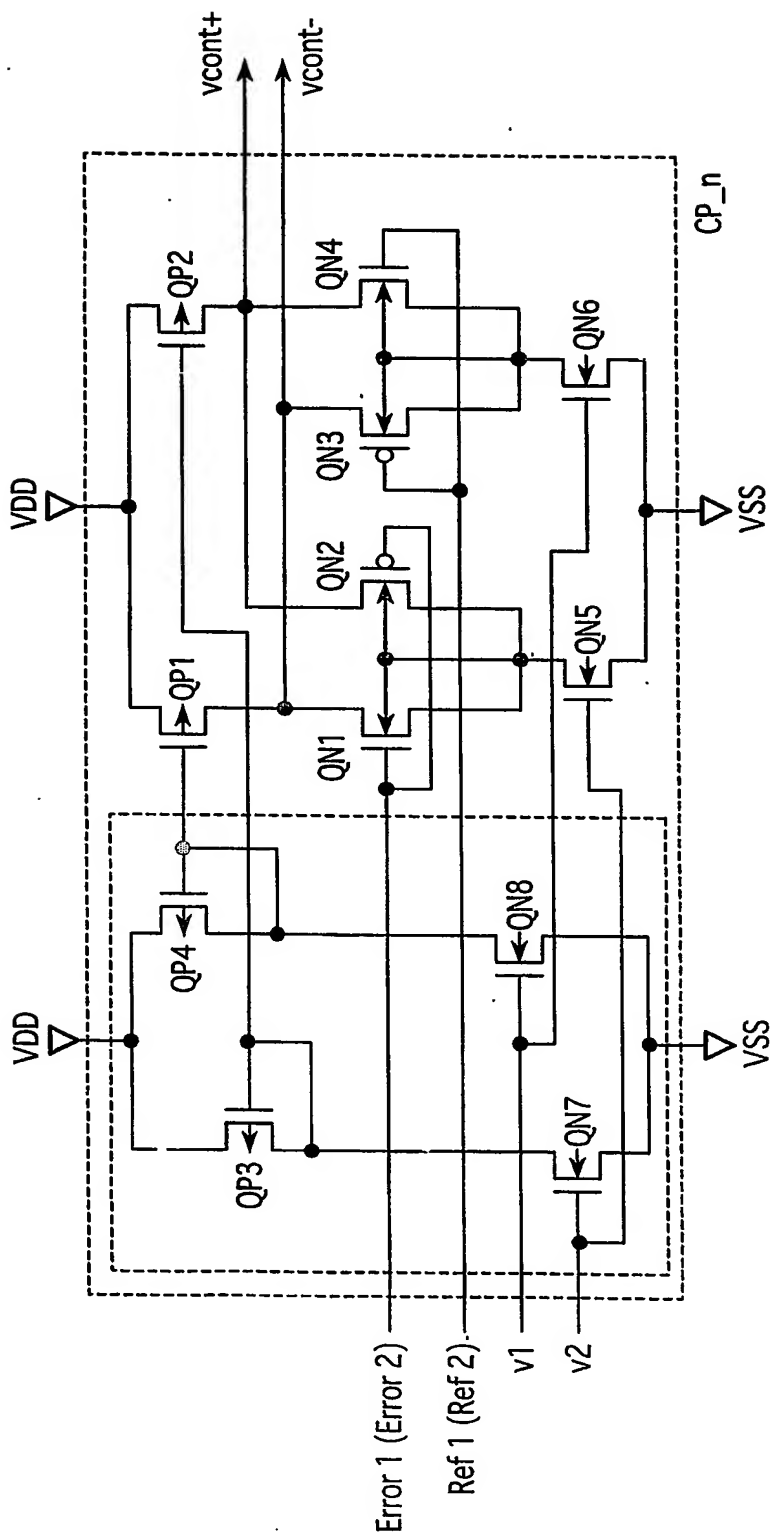 vcont+
vcont-
VDD
VDD
QP2
QP1
QP4
QP3
QN4
QN3
QN2
QN1
QN6
QN5
QN8
QN7
CP_n
VSS
VSS
Error 1 (Error 2)
Ref 1 (Ref 2)
v1
v2